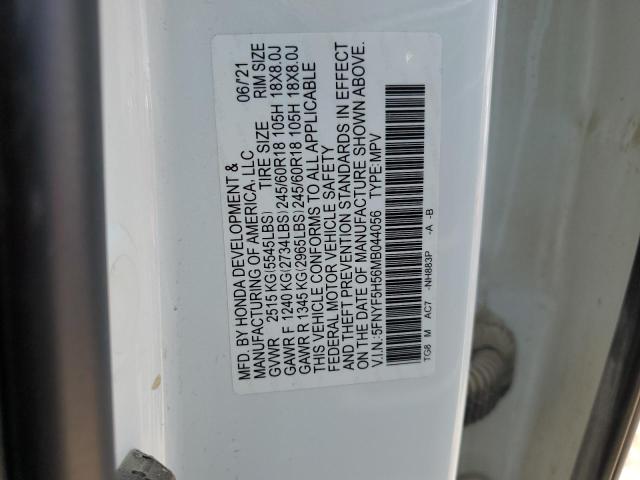 MFD. BY HONDA DEVELOPMENT & 06/21
MANUFACTURING OF AMERICA, LLC
GVWR 2515 KG(5545LBS) TIRE SIZE RIM SIZE
GAWR F 1240 KG(2734LBS)245/60R18 105H 18X8.0J
GAWR R 1345 KG(2965LBS)245/60R18 105H 18X8.0J
THIS VEHICLE CONFORMS TO ALL APPLICABLE
FEDERAL MOTOR VEHICLE SAFETY
AND THEFT PREVENTION STANDARDS IN EFFECT
ON THE DATE OF MANUFACTURE SHOWN ABOVE.
V.I.N.:5FNYF5H56MB044056 TYPE:MPV
TG8 M AC7 -NH883P -A -B